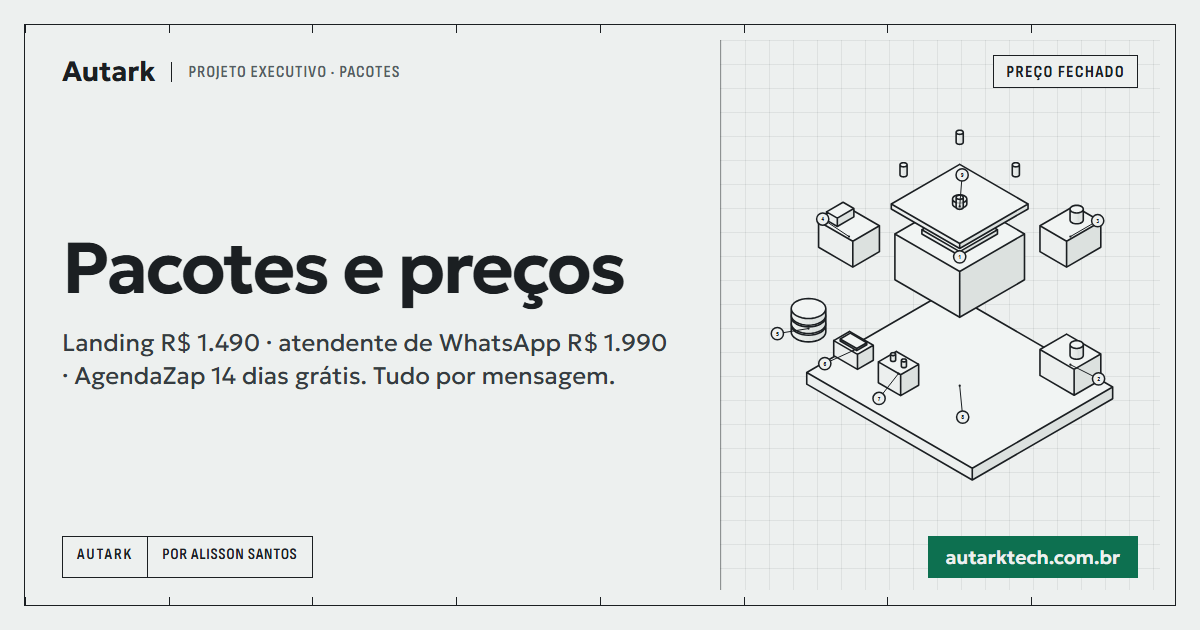 Autark
PROJETO EXECUTIVO · PACOTES
PREÇO FECHADO
Pacotes e preços
Landing R$ 1.490 · atendente de WhatsApp R$ 1.990
· AgendaZap 14 dias grátis. Tudo por mensagem.
AUTARK
POR ALISSON SANTOS
autarktech.com.br